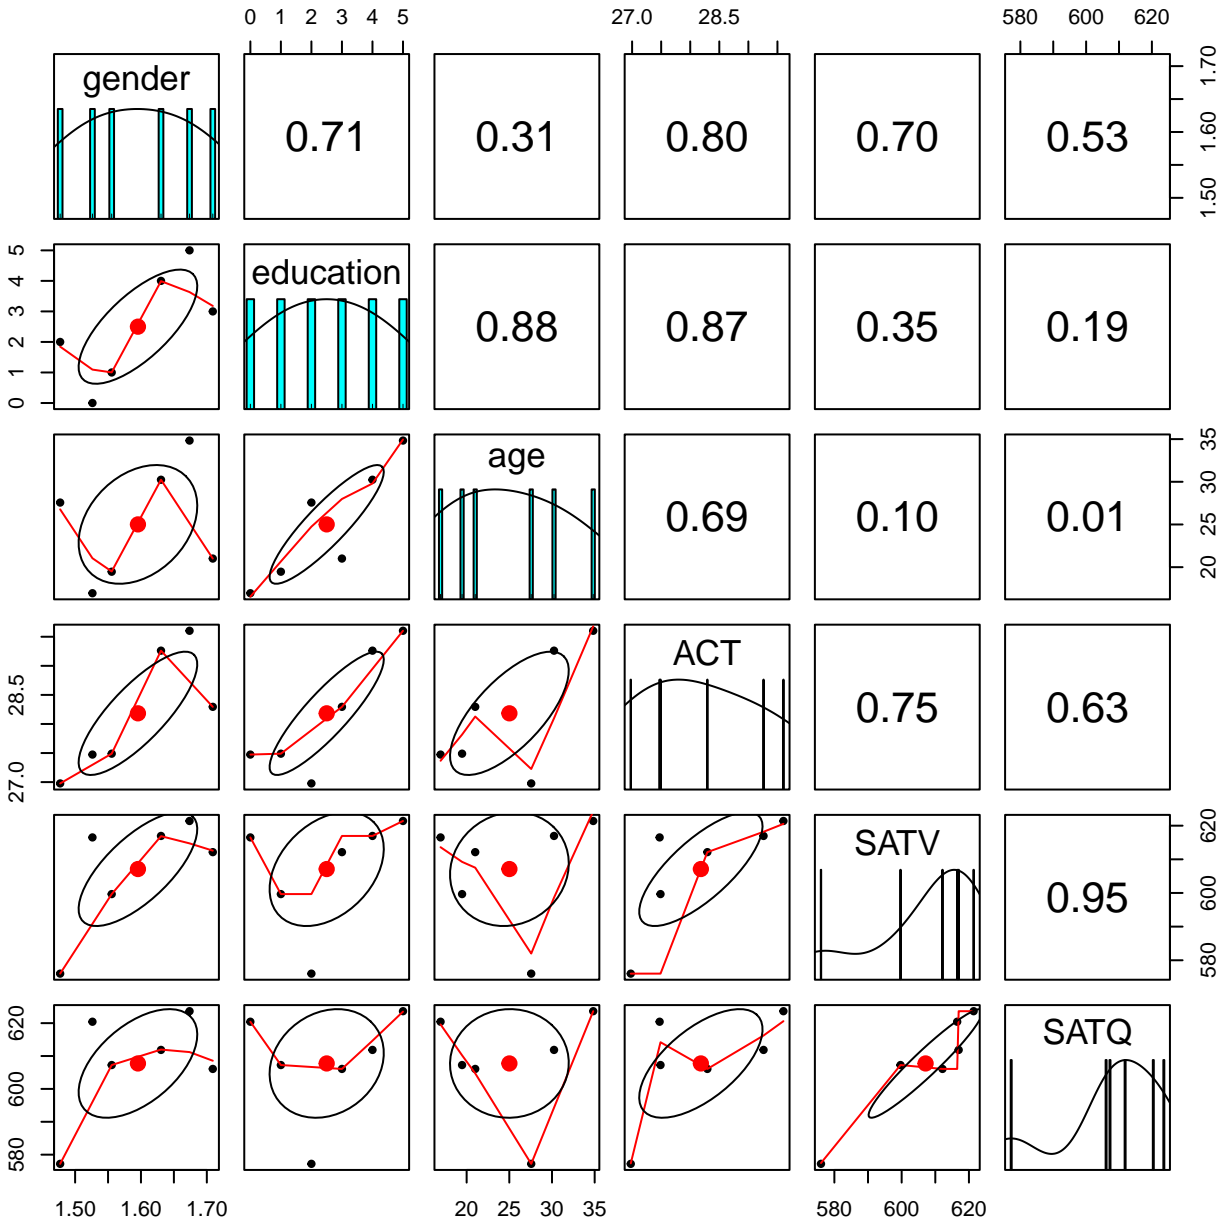 0 1 2 3 4 5 27.0 28.5 580 600 620
gender 0.71 0.31 0.80 0.70 0.53
1.50 1.60 1.70
0 1 2 3 4 5
education 0.88 0.87 0.35 0.19
age 0.69 0.10 0.01
20 25 30 35
27.0 28.5
ACT 0.75 0.63
SATV 0.95
580 600 620
580 600 620
SATQ
1.50 1.60 1.70 20 25 30 35 580 600 620